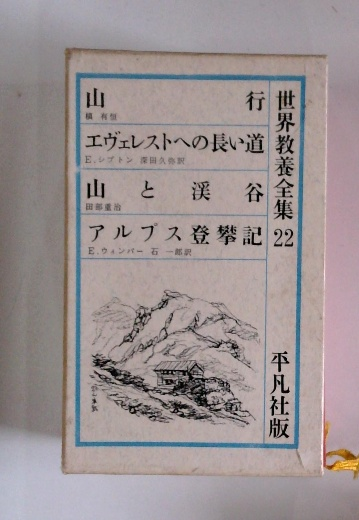 山行
槇有恒
エヴェレストへの長い道
E.シプトン 深田久弥訳
山と渓谷
田部重治
アルプス登攀記
E.ウィンパー 石一郎訳
世界教養全集 22
平凡社版